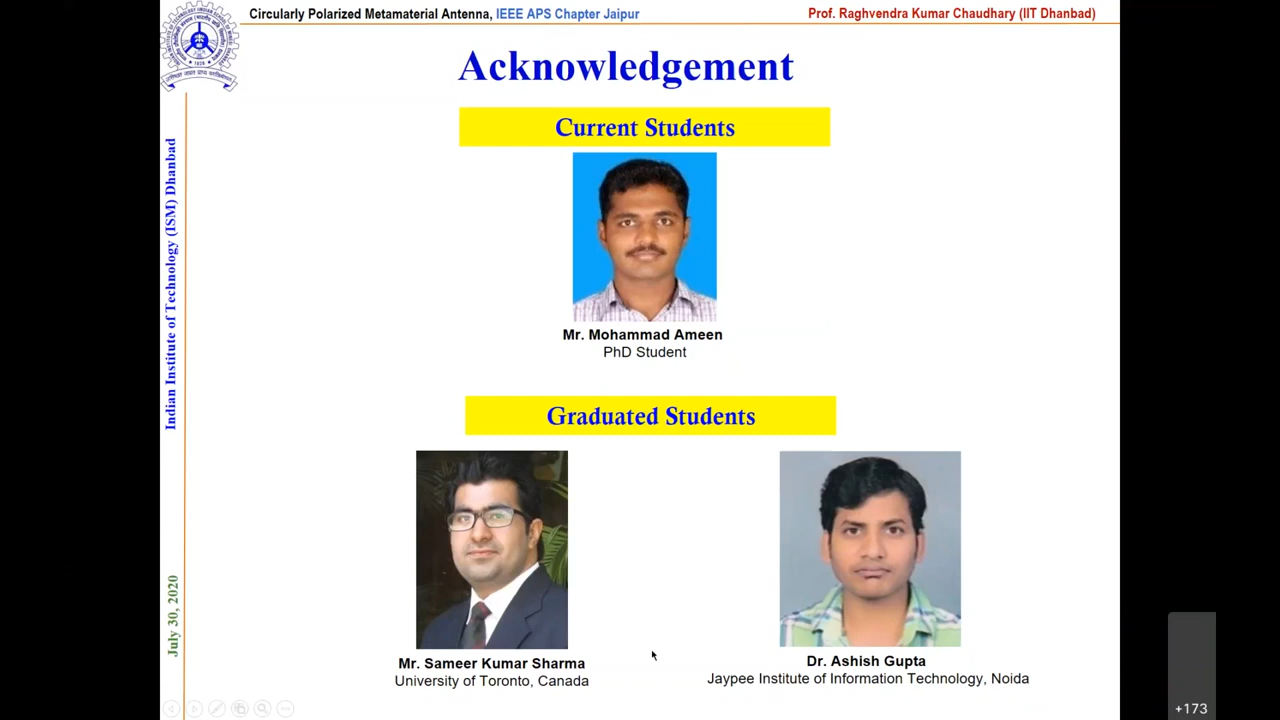 Circularly Polarized Metamaterial Antenna, IEEE APS Chapter Jaipur
Prof. Raghvendra Kumar Chaudhary (IIT Dhanbad)
Acknowledgement
Current Students
Mr. Mohammad Ameen
PhD Student
Graduated Students
Mr. Sameer Kumar Sharma
University of Toronto, Canada
Dr. Ashish Gupta
Jaypee Institute of Information Technology, Noida
Indian Institute of Technology (ISM) Dhanbad
July 30, 2020
+173